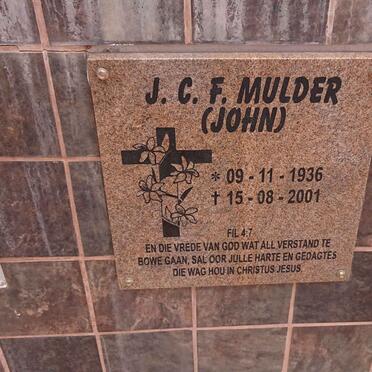 J. C. F. MULDER
(JOHN)
* 09 - 11 - 1936
† 15 - 08 - 2001
FIL 4:7
EN DIE VREDE VAN GOD WAT ALL VERSTAND TE
BOWE GAAN, SAL OOR JULLE HARTE EN GEDAGTES
DIE WAG HOU IN CHRISTUS JESUS.